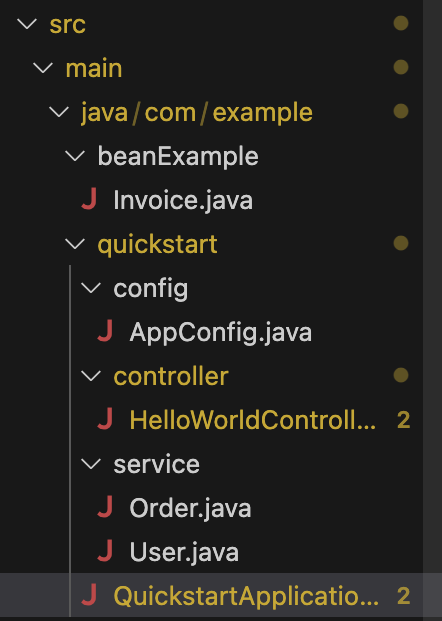 src
main
java/com/example
beanExample
J Invoice.java
quickstart
config
J AppConfig.java
controller
J HelloWorldControll... 2
service
J Order.java
J User.java
J QuickstartApplicatio... 2